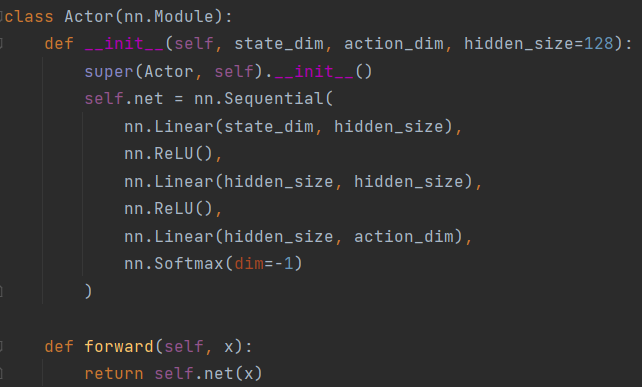 class Actor(nn.Module):
    def __init__(self, state_dim, action_dim, hidden_size=128):
        super(Actor, self).__init__()
        self.net = nn.Sequential(
            nn.Linear(state_dim, hidden_size),
            nn.ReLU(),
            nn.Linear(hidden_size, hidden_size),
            nn.ReLU(),
            nn.Linear(hidden_size, action_dim),
            nn.Softmax(dim=-1)
        )
    def forward(self, x):
        return self.net(x)